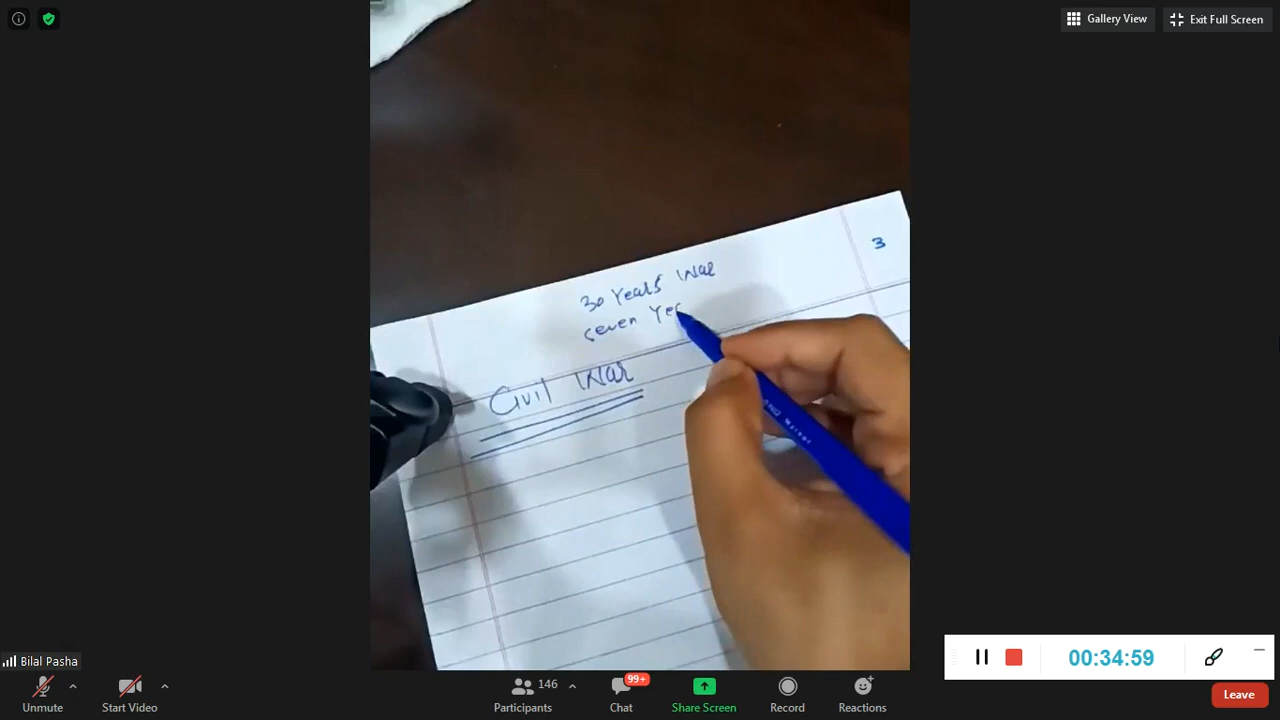 Gallery View
Exit Full Screen
3
30 Years War
seven Yea
Civil War
Bilal Pasha
00:34:59
Unmute
Start Video
146
Participants
99+
Chat
Share Screen
Record
Reactions
Leave